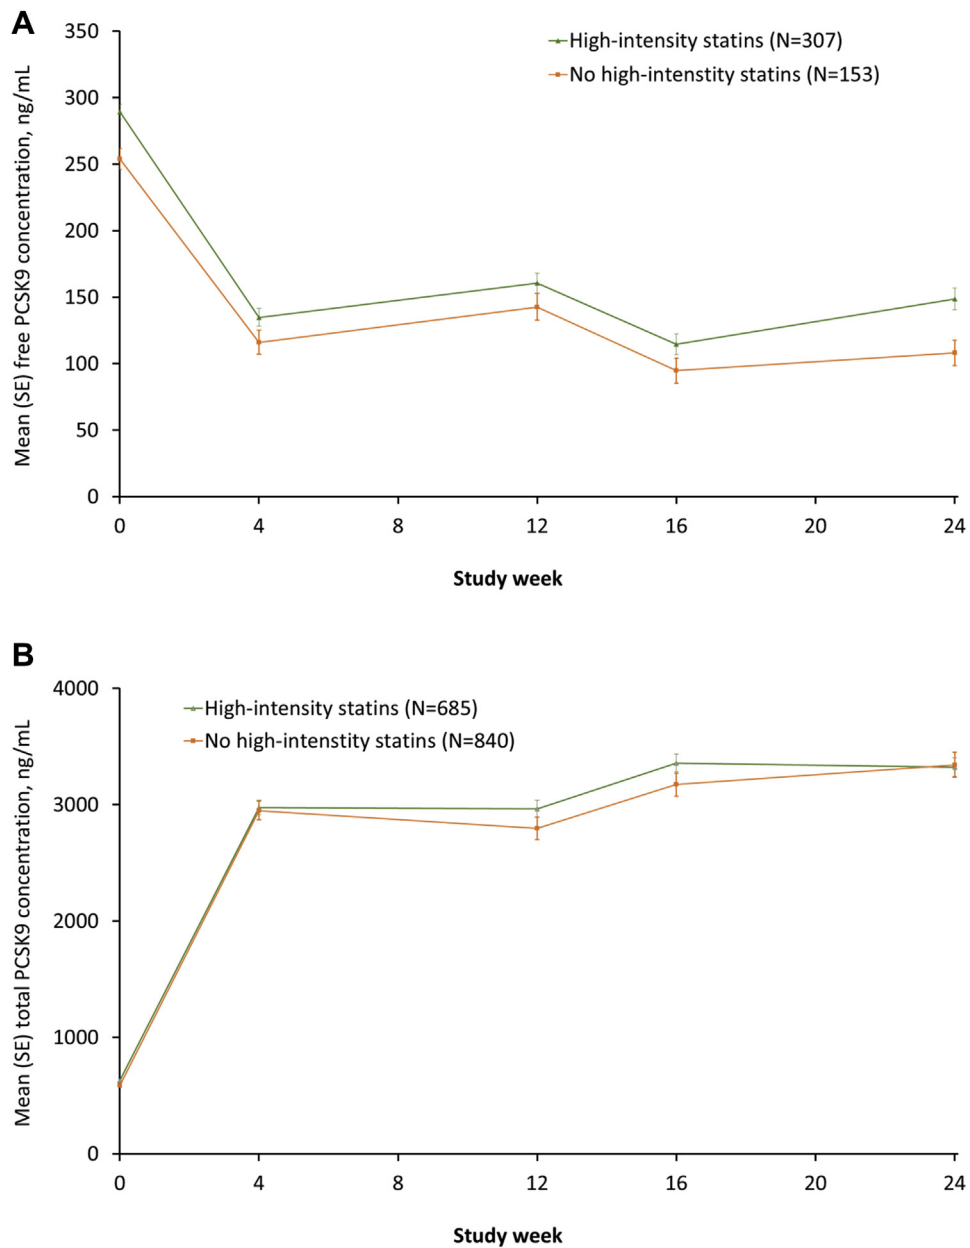 A
Mean (SE) free PCSK9 concentration, ng/mL
350
300
250
200
150
100
50
0
High-intensity statins (N=307)
No high-intenstity statins (N=153)
0 4 8 12 16 20 24
Study week
B
Mean (SE) total PCSK9 concentration, ng/mL
4000
3000
2000
1000
0
High-intensity statins (N=685)
No high-intenstity statins (N=840)
0 4 8 12 16 20 24
Study week